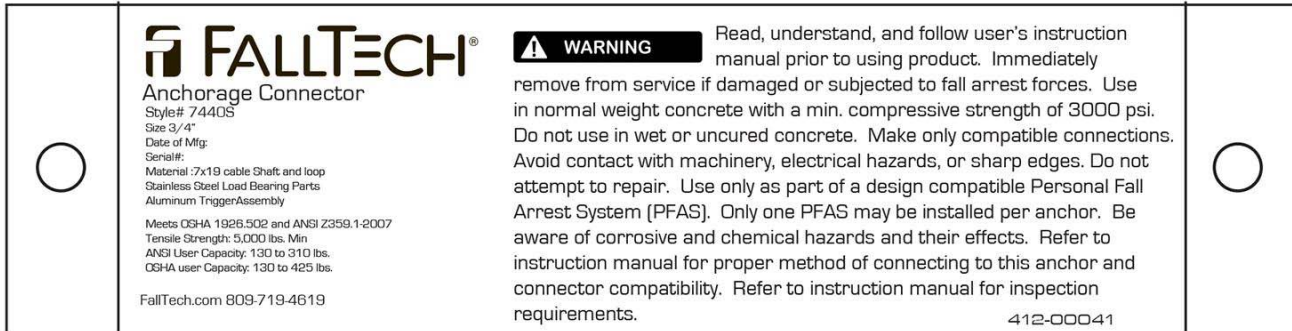 FALLTECH®
Anchorage Connector
Style# 7440S
Size 3/4"
Date of Mfg:
Serial#:
Material :7x19 cable Shaft and loop
Stainless Steel Load Bearing Parts
Aluminum TriggerAssembly
Meets OSHA 1926.502 and ANSI Z359.1-2007
Tensile Strength: 5,000 lbs. Min
ANSI User Capacity: 130 to 310 lbs.
OSHA user Capacity: 130 to 425 lbs.
FallTech.com 809-719-4619
WARNING Read, understand, and follow user's instruction
manual prior to using product. Immediately
remove from service if damaged or subjected to fall arrest forces. Use
in normal weight concrete with a min. compressive strength of 3000 psi.
Do not use in wet or uncured concrete. Make only compatible connections.
Avoid contact with machinery, electrical hazards, or sharp edges. Do not
attempt to repair. Use only as part of a design compatible Personal Fall
Arrest System (PFAS). Only one PFAS may be installed per anchor. Be
aware of corrosive and chemical hazards and their effects. Refer to
instruction manual for proper method of connecting to this anchor and
connector compatibility. Refer to instruction manual for inspection
requirements.
412-00041